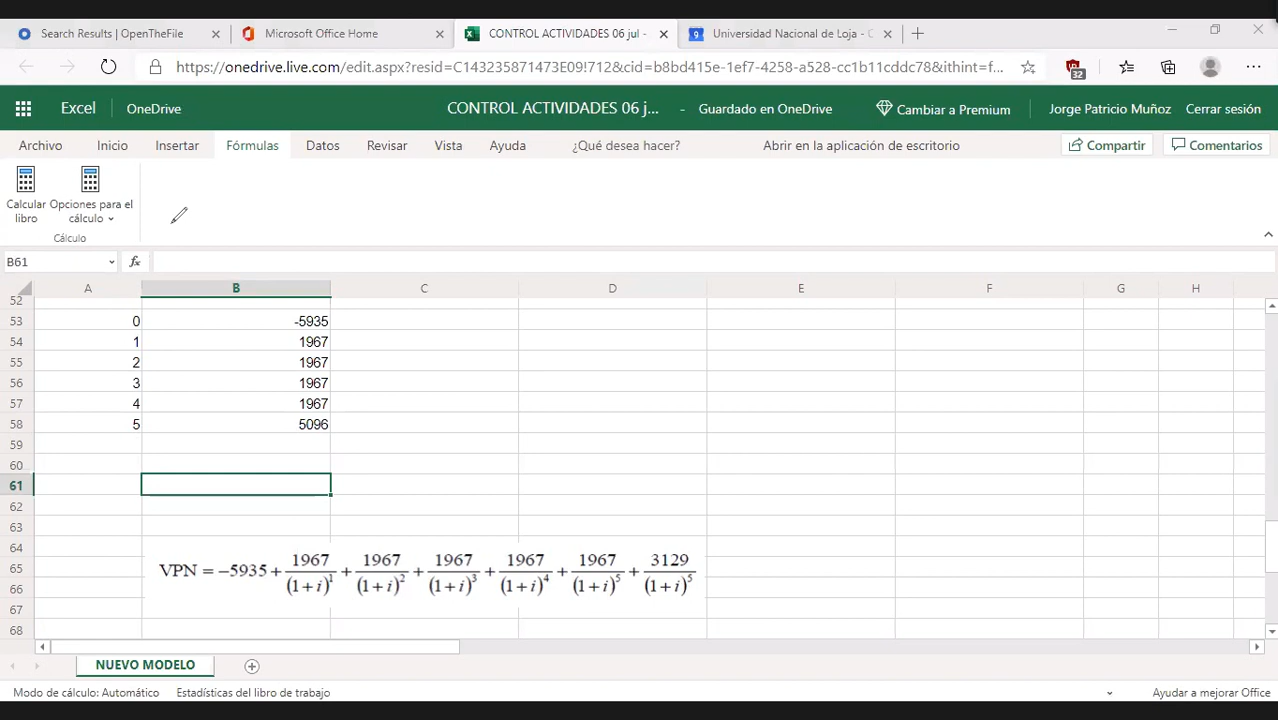 Search Results | OpenTheFile
Microsoft Office Home
CONTROL ACTIVIDADES 06 jul -
Universidad Nacional de Loja - C
https://onedrive.live.com/edit.aspx?resid=C143235871473E09!712&cid=b8bd415e-1ef7-4258-a528-cc1b11cddc78&ithint=f...
32
Excel OneDrive CONTROL ACTIVIDADES 06 j... - Guardado en OneDrive Cambiar a Premium Jorge Patricio Muñoz Cerrar sesión
Archivo Inicio Insertar Fórmulas Datos Revisar Vista Ayuda ¿Qué desea hacer? Abrir en la aplicación de escritorio Compartir Comentarios
Calcular libro
Opciones para el cálculo
Cálculo
B61 fx
A B C D E F G H
52
53 0 -5935
54 1 1967
55 2 1967
56 3 1967
57 4 1967
58 5 5096
59
60
61
62
63
64
65
66
67
68
VPN = −5935 + 1967/(1+i)^1 + 1967/(1+i)^2 + 1967/(1+i)^3 + 1967/(1+i)^4 + 1967/(1+i)^5 + 3129/(1+i)^5
NUEVO MODELO
Modo de cálculo: Automático Estadísticas del libro de trabajo Ayudar a mejorar Office